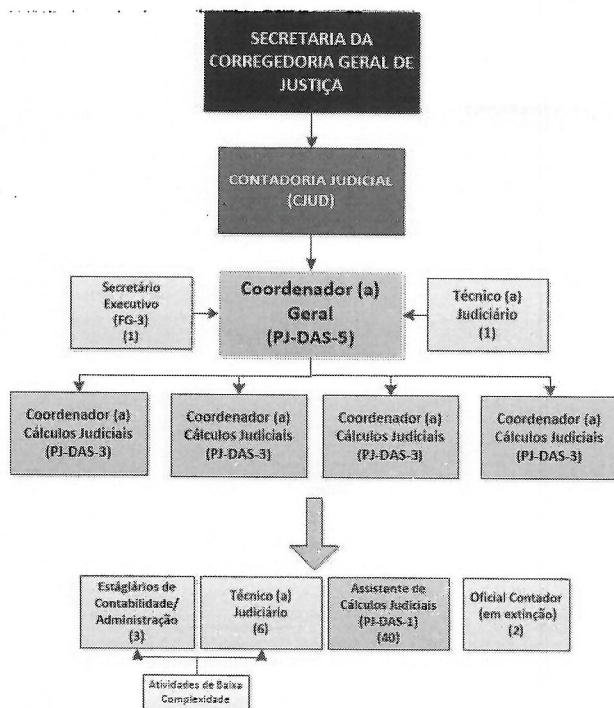 SECRETARIA DA
CORREGEDORIA GERAL DE
JUSTIÇA
CONTADORIA JUDICIAL
(CJUD)
Secretário
Executivo
(FG-3)
(1)
Coordenador (a)
Geral
(PJ-DAS-5)
Técnico (a)
Judiciário
(1)
Coordenador (a)
Cálculos Judiciais
(PJ-DAS-3)
Coordenador (a)
Cálculos Judiciais
(PJ-DAS-3)
Coordenador (a)
Cálculos Judiciais
(PJ-DAS-3)
Coordenador (a)
Cálculos Judiciais
(PJ-DAS-3)
Estágiários de
Contabilidade/
Administração
(3)
Técnico (a)
Judiciário
(6)
Assistente de
Cálculos Judiciais
(PJ-DAS-1)
(40)
Oficial Contador
(em extinção)
(2)
Atividades de Baixa
Complexidade